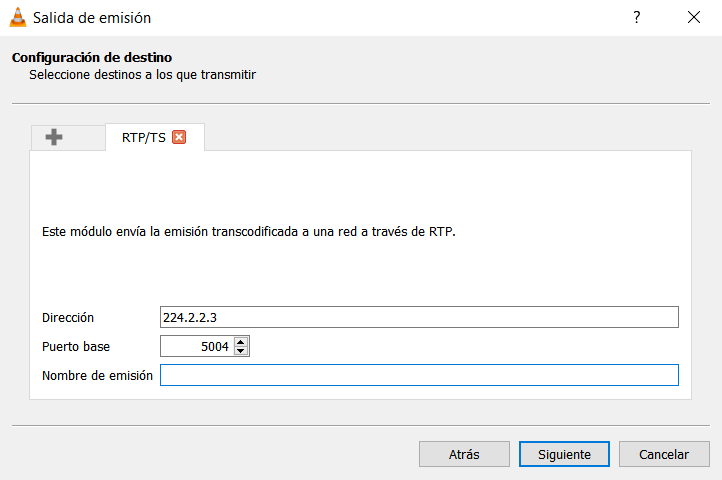 Salida de emisión
?
Configuración de destino
Seleccione destinos a los que transmitir
RTP/TS
Este módulo envía la emisión transcodificada a una red a través de RTP.
Dirección 224.2.2.3
Puerto base 5004
Nombre de emisión
Atrás Siguiente Cancelar